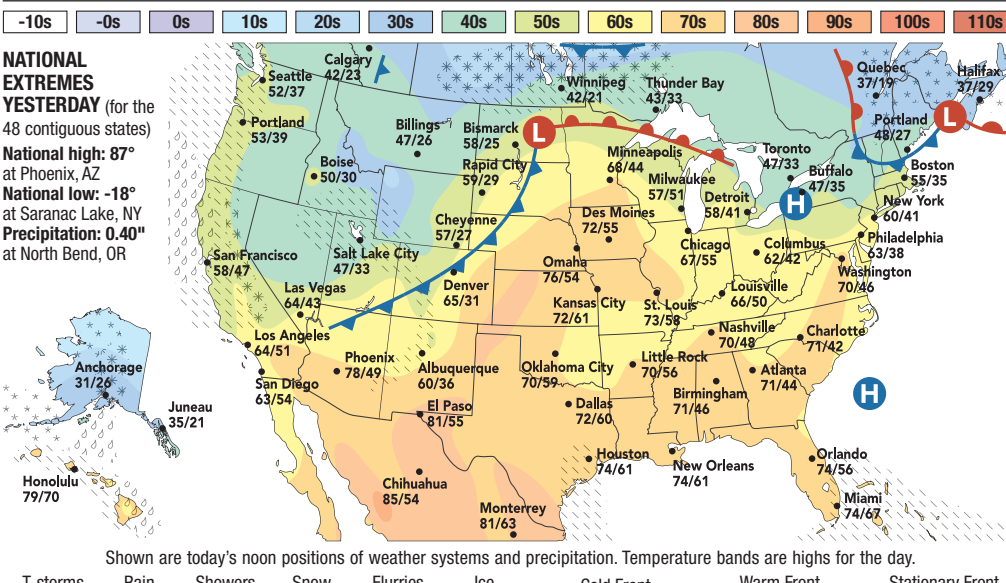 -10s -0s 0s 10s 20s 30s 40s 50s 60s 70s 80s 90s 100s 110s
NATIONAL
EXTREMES
YESTERDAY (for the
48 contiguous states)
National high: 87°
at Phoenix, AZ
National low: -18°
at Saranac Lake, NY
Precipitation: 0.40"
at North Bend, OR
Seattle
52/37
Calgary
42/23
Winnipeg
42/21
Thunder Bay
43/33
Quebec
37/19
Halifax
37/29
Portland
53/39
Billings
47/26
Bismarck
58/25
L
Minneapolis
68/44
Toronto
47/33
Portland
48/27
L
Boise
50/30
Rapid City
59/29
Milwaukee
57/51
Detroit
58/41
Buffalo
47/35
H
Boston
55/35
New York
60/41
Philadelphia
63/38
Washington
70/46
San Francisco
58/47
Salt Lake City
47/33
Cheyenne
57/27
Des Moines
72/55
Omaha
76/54
Chicago
67/55
Columbus
62/42
Las Vegas
64/43
Denver
65/31
Kansas City
72/61
St. Louis
73/58
Louisville
66/50
Los Angeles
64/51
San Diego
63/54
Phoenix
78/49
Albuquerque
60/36
Oklahoma City
70/59
Little Rock
70/56
Nashville
70/48
Charlotte
71/42
Birmingham
71/46
Atlanta
71/44
H
El Paso
81/55
Dallas
72/60
Anchorage
31/26
Juneau
35/21
Honolulu
79/70
Chihuahua
85/54
Monterrey
81/63
Houston
74/61
New Orleans
74/61
Orlando
74/56
Miami
74/67
Shown are today's noon positions of weather systems and precipitation. Temperature bands are highs for the day.
T-storms Rain Showers Snow Flurries Ice Cold Front Warm Front Stationary Front